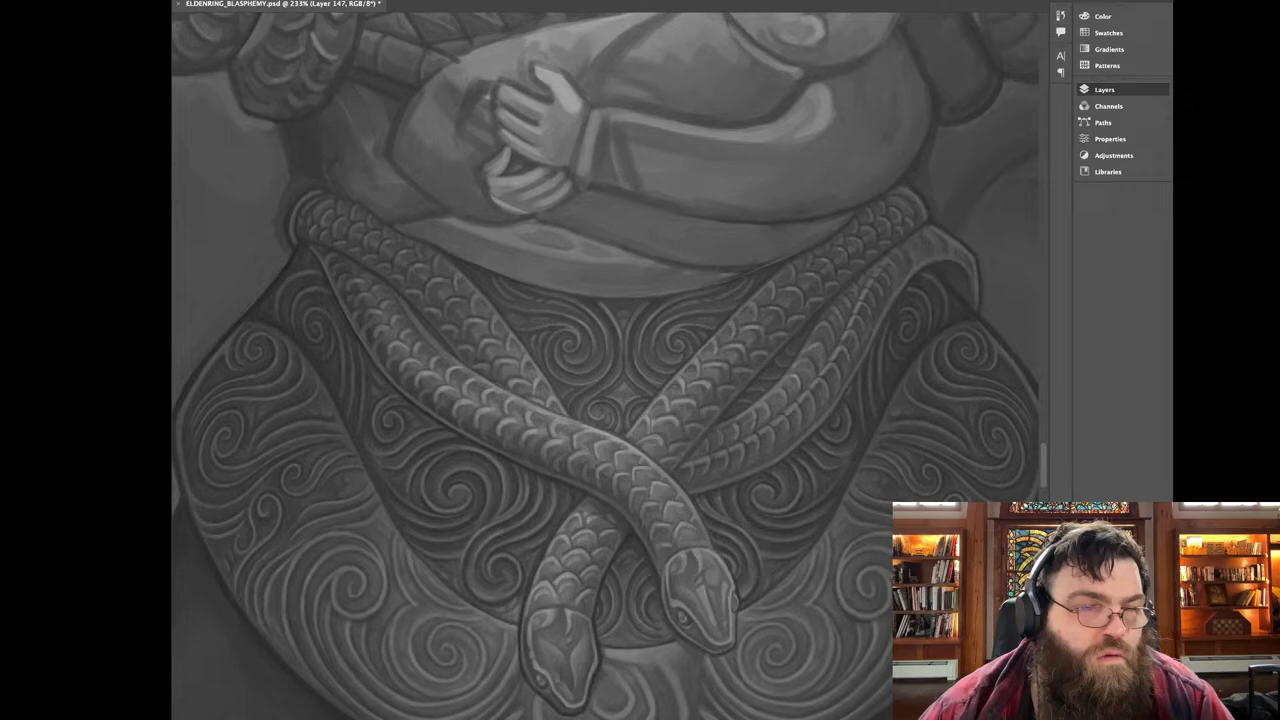 × ELDENRING_BLASPHEMY.psd @ 233% (Layer 147, RGB/8*) *
Color
Swatches
Gradients
Patterns
Layers
Channels
Paths
Properties
Adjustments
Libraries